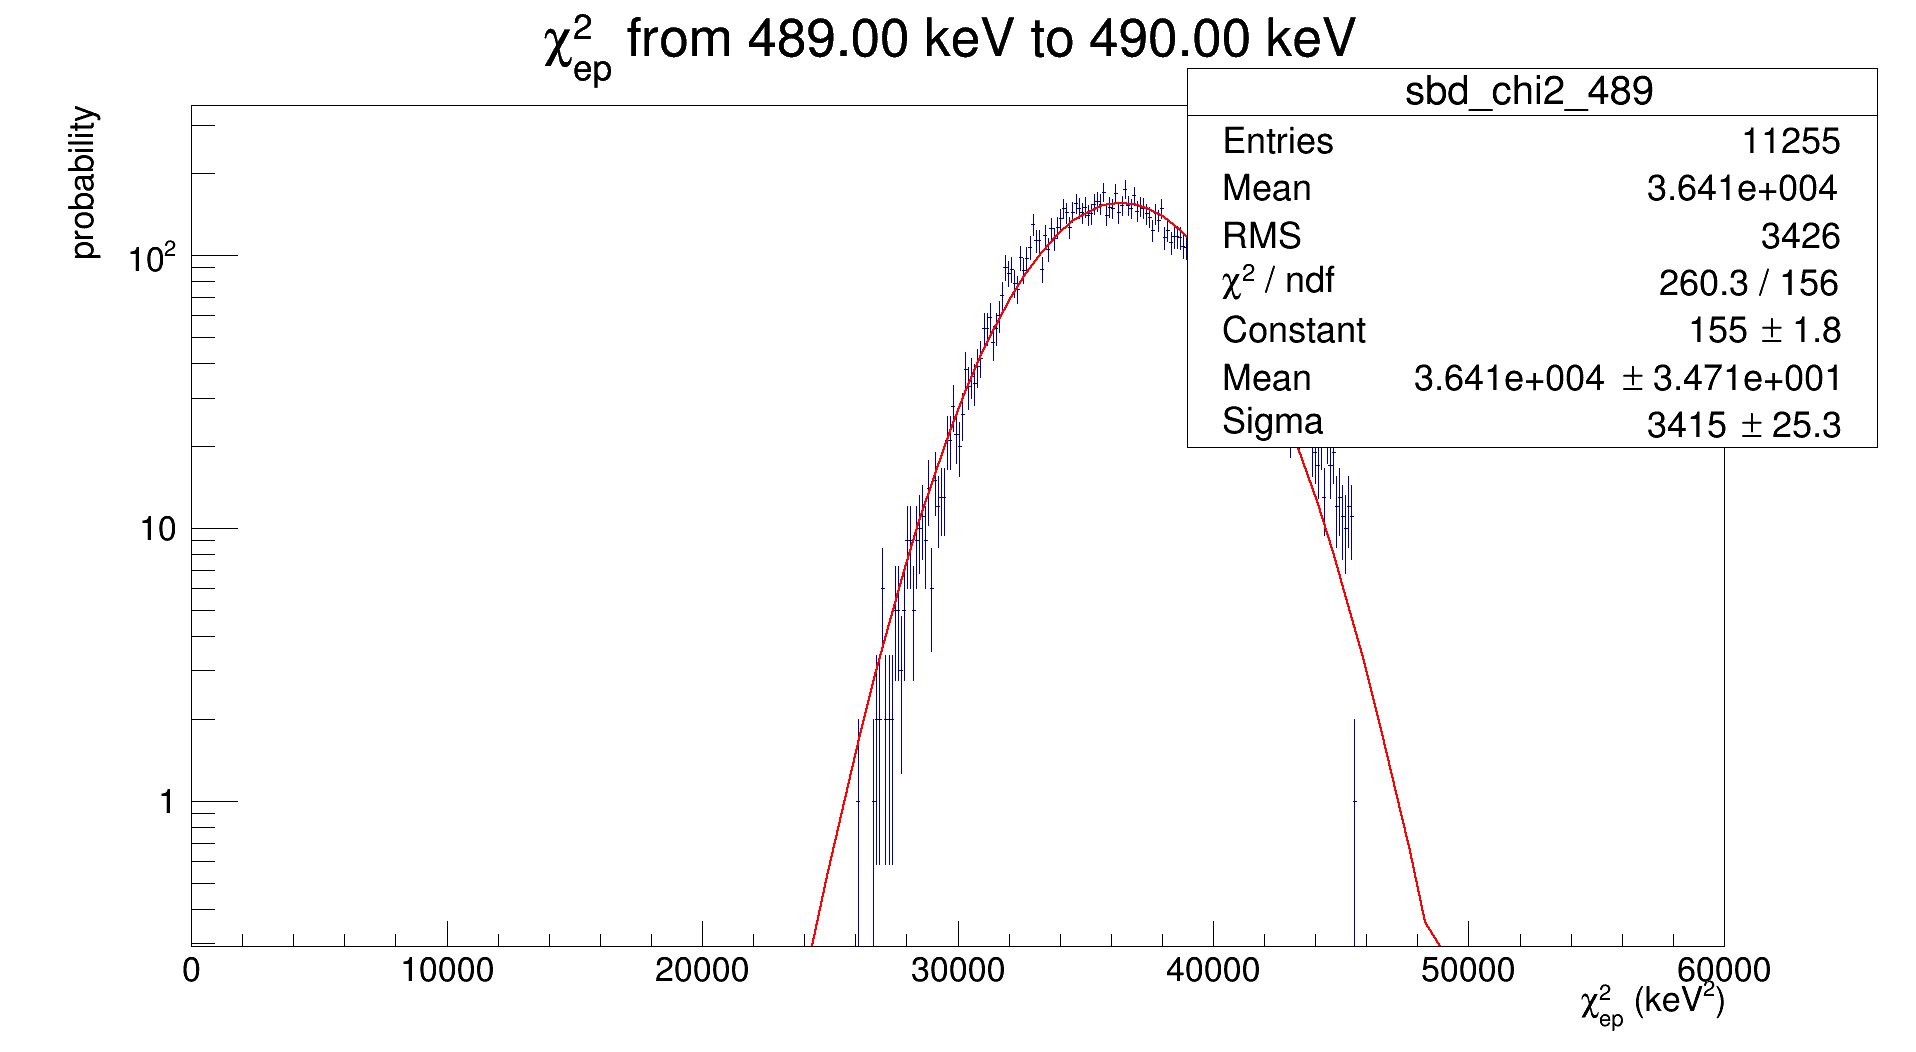 χ²ep from 489.00 keV to 490.00 keV
sbd_chi2_489
Entries 11255
Mean 3.641e+004
RMS 3426
χ² / ndf 260.3 / 156
Constant 155 ± 1.8
Mean 3.641e+004 ± 3.471e+001
Sigma 3415 ± 25.3
probability
10²
10
1
0 10000 20000 30000 40000 50000 60000
χ²ep (keV²)